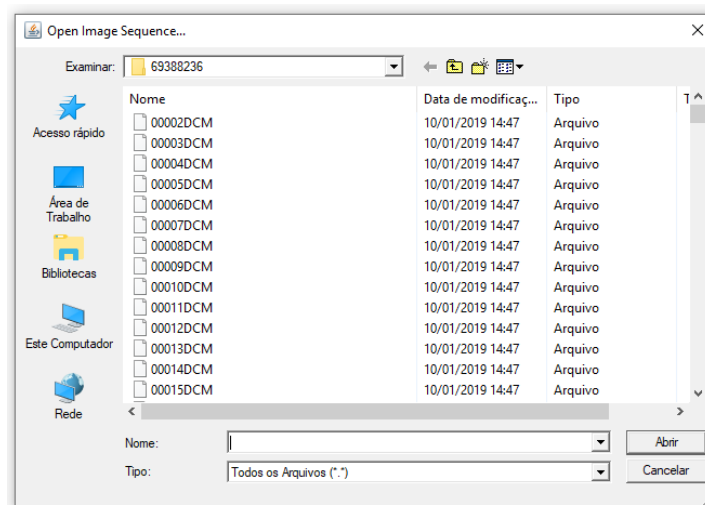 Open Image Sequence...
Examinar: 69388236
Acesso rápido
Área de
Trabalho
Bibliotecas
Este Computador
Rede
Nome Data de modificaç... Tipo T
00002DCM 10/01/2019 14:47 Arquivo
00003DCM 10/01/2019 14:47 Arquivo
00004DCM 10/01/2019 14:47 Arquivo
00005DCM 10/01/2019 14:47 Arquivo
00006DCM 10/01/2019 14:47 Arquivo
00007DCM 10/01/2019 14:47 Arquivo
00008DCM 10/01/2019 14:47 Arquivo
00009DCM 10/01/2019 14:47 Arquivo
00010DCM 10/01/2019 14:47 Arquivo
00011DCM 10/01/2019 14:47 Arquivo
00012DCM 10/01/2019 14:47 Arquivo
00013DCM 10/01/2019 14:47 Arquivo
00014DCM 10/01/2019 14:47 Arquivo
00015DCM 10/01/2019 14:47 Arquivo
Nome: Abrir
Tipo: Todos os Arquivos (*.*) Cancelar